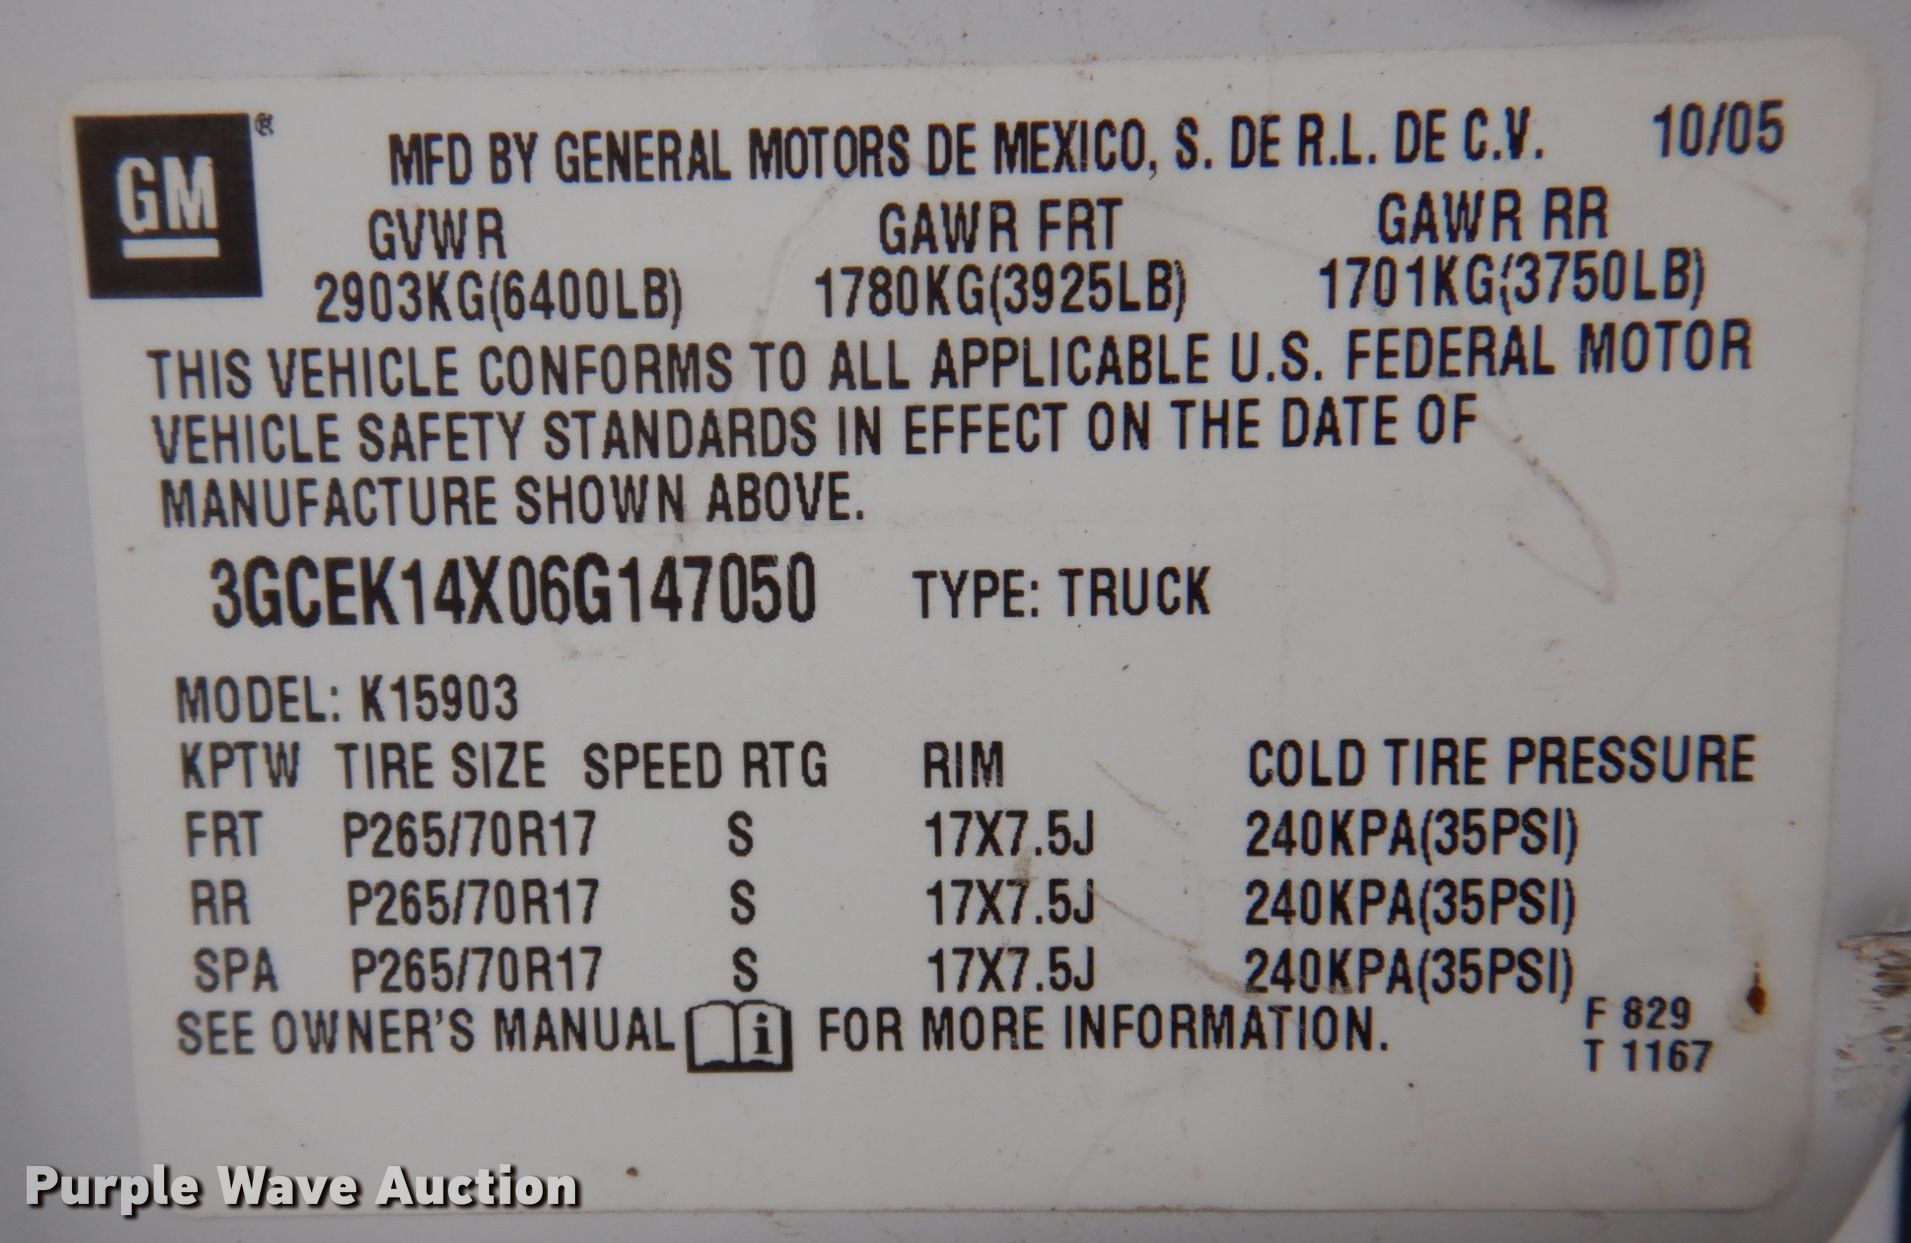 GM®
MFD BY GENERAL MOTORS DE MEXICO, S. DE R.L. DE C.V. 10/05
GVWR GAWR FRT GAWR RR
2903KG(6400LB) 1780KG(3925LB) 1701KG(3750LB)
THIS VEHICLE CONFORMS TO ALL APPLICABLE U.S. FEDERAL MOTOR
VEHICLE SAFETY STANDARDS IN EFFECT ON THE DATE OF
MANUFACTURE SHOWN ABOVE.
3GCEK14X06G147050 TYPE: TRUCK
MODEL: K15903
KPTW TIRE SIZE SPEED RTG RIM COLD TIRE PRESSURE
FRT P265/70R17 S 17X7.5J 240KPA(35PSI)
RR P265/70R17 S 17X7.5J 240KPA(35PSI)
SPA P265/70R17 S 17X7.5J 240KPA(35PSI)
SEE OWNER'S MANUAL i FOR MORE INFORMATION.
F 829
T 1167
Purple Wave Auction